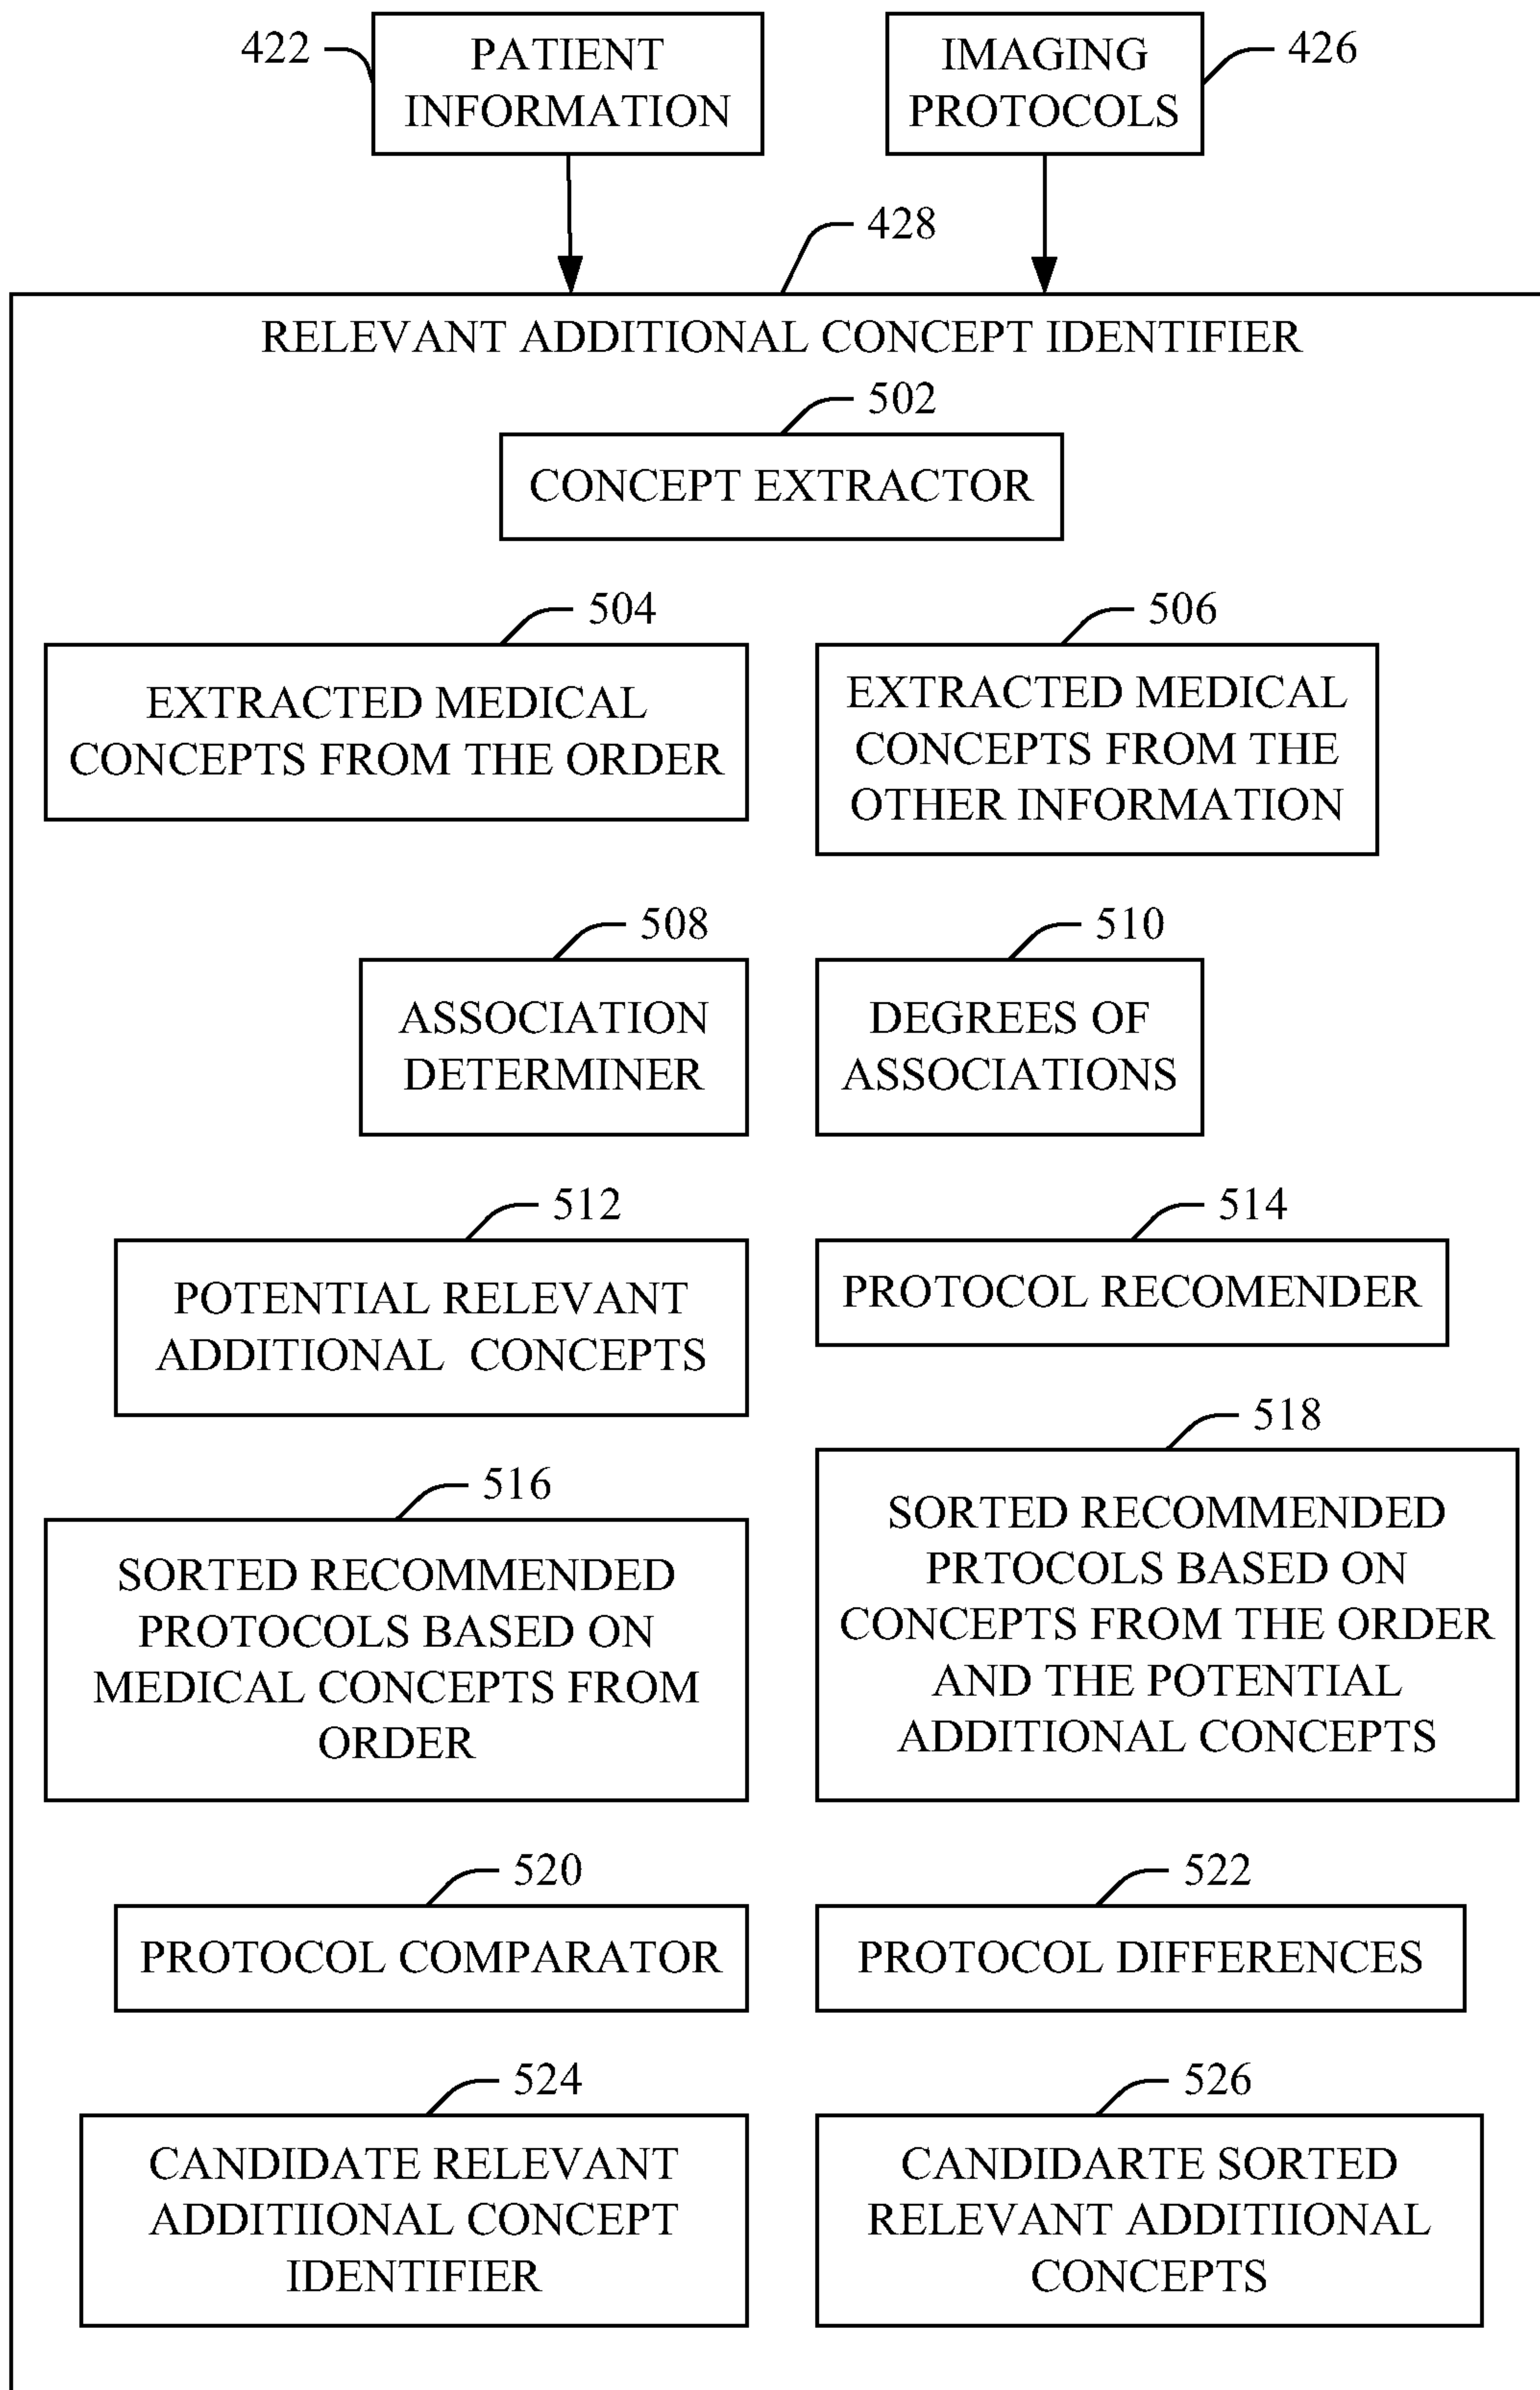 422
PATIENT
INFORMATION
IMAGING
PROTOCOLS
426
428
RELEVANT ADDITIONAL CONCEPT IDENTIFIER
502
CONCEPT EXTRACTOR
504
EXTRACTED MEDICAL
CONCEPTS FROM THE ORDER
506
EXTRACTED MEDICAL
CONCEPTS FROM THE
OTHER INFORMATION
508
ASSOCIATION
DETERMINER
510
DEGREES OF
ASSOCIATIONS
512
POTENTIAL RELEVANT
ADDITIONAL CONCEPTS
514
PROTOCOL RECOMENDER
516
SORTED RECOMMENDED
PROTOCOLS BASED ON
MEDICAL CONCEPTS FROM
ORDER
518
SORTED RECOMMENDED
PRTOCOLS BASED ON
CONCEPTS FROM THE ORDER
AND THE POTENTIAL
ADDITIONAL CONCEPTS
520
PROTOCOL COMPARATOR
522
PROTOCOL DIFFERENCES
524
CANDIDATE RELEVANT
ADDITIIONAL CONCEPT
IDENTIFIER
526
CANDIDARTE SORTED
RELEVANT ADDITIIONAL
CONCEPTS